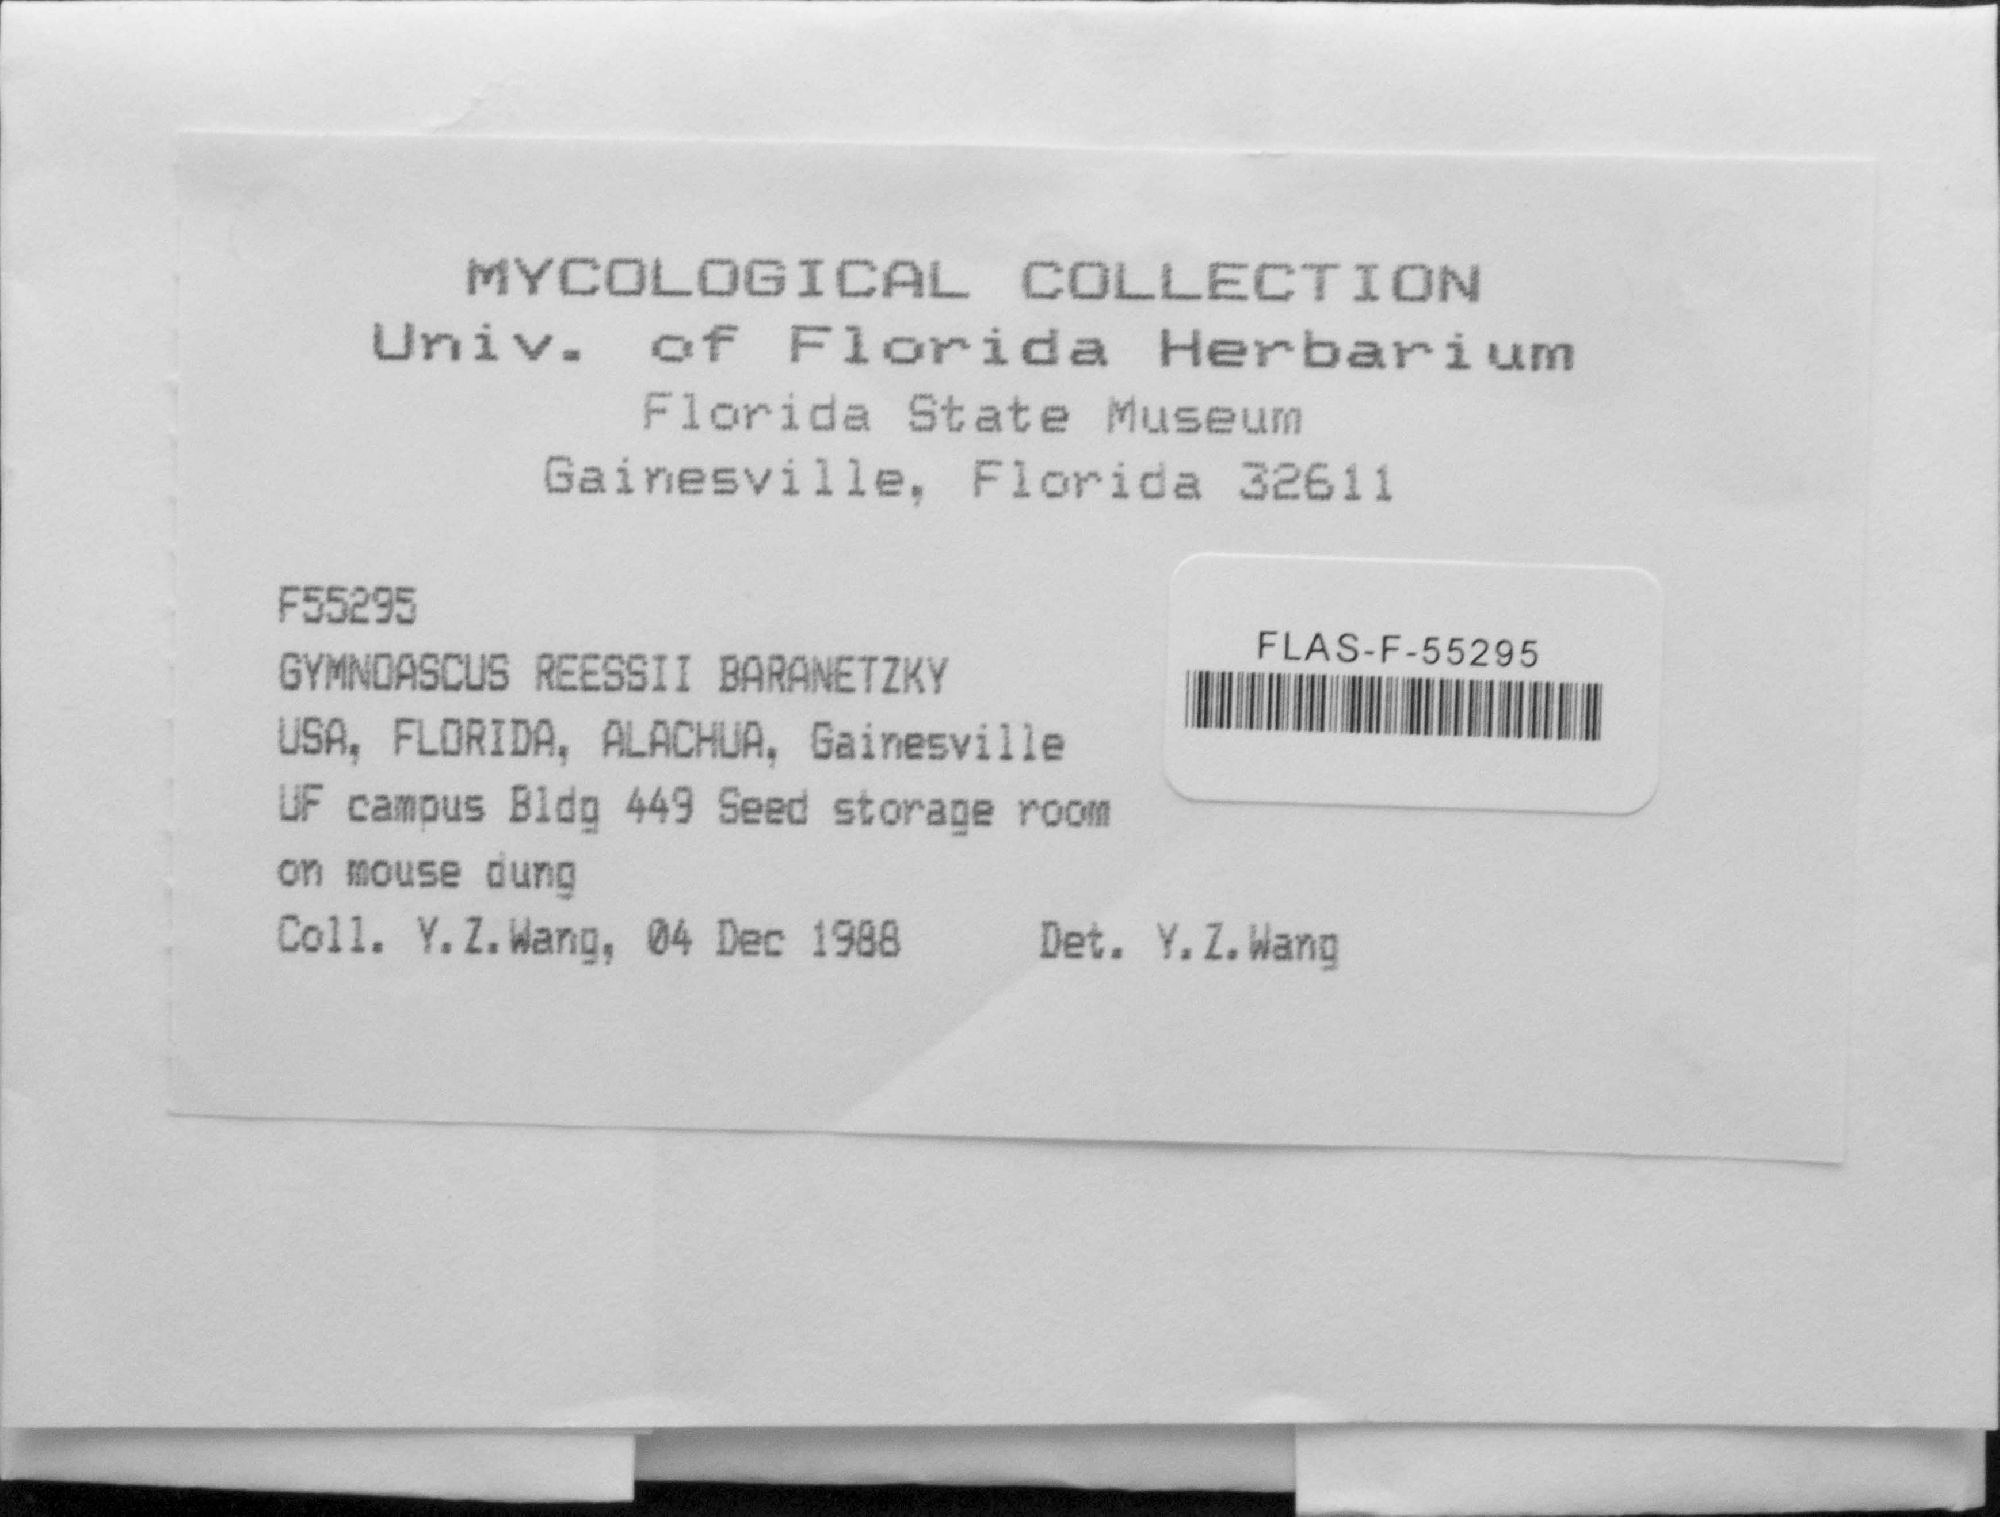 MYCOLOGICAL COLLECTION
Univ. of Florida Herbarium
Florida State Museum
Gainesville, Florida 32611
F55295
GYMNOASCUS REESSII BARANETZKY
USA, FLORIDA, ALACHUA, Gainesville
UF campus Bldg 449 Seed storage room
on mouse dung
Coll. Y.Z.Wang, 04 Dec 1988 Det. Y.Z.Wang
FLAS-F-55295